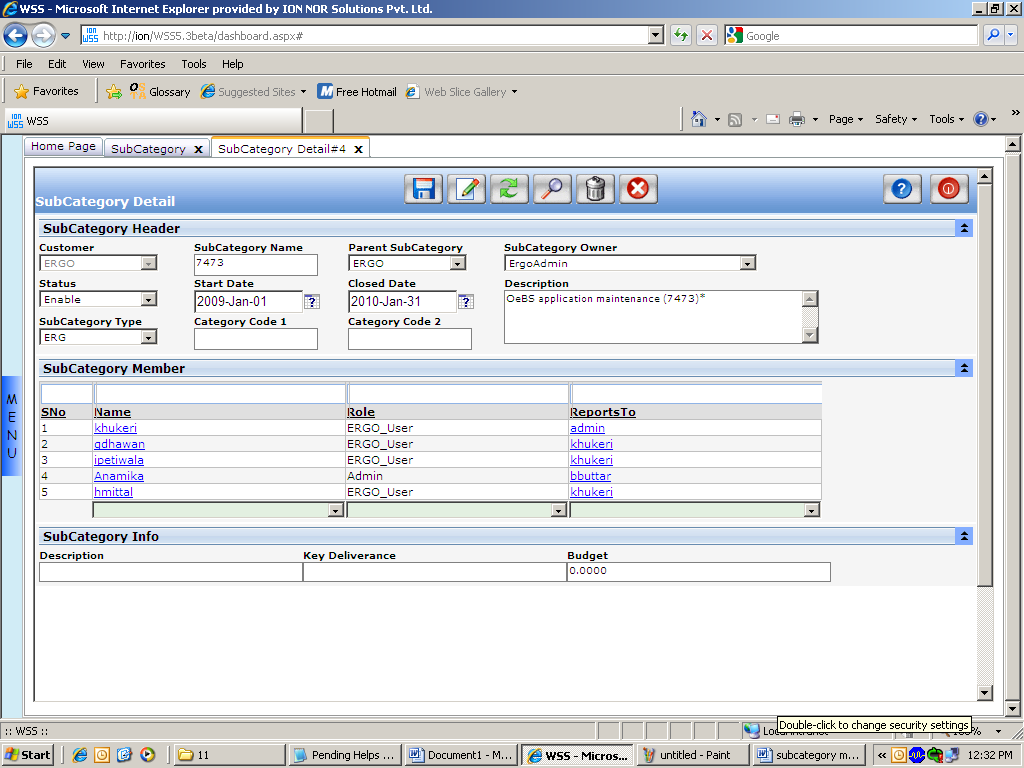 WSS - Microsoft Internet Explorer provided by ION NOR Solutions Pvt. Ltd.
ion WSS http://ion/WSS5.3beta/dashboard.aspx# Google
File Edit View Favorites Tools Help
Favorites Glossary Suggested Sites Free Hotmail Web Slice Gallery
ion WSS WSS Page Safety Tools »
Home Page SubCategory x SubCategory Detail#4 x
SubCategory Detail
SubCategory Header
Customer SubCategory Name Parent SubCategory SubCategory Owner
ERGO 7473 ERGO ErgoAdmin
Status Start Date Closed Date Description
Enable 2009-Jan-01 ? 2010-Jan-31 ? OeBS application maintenance (7473)*
SubCategory Type Category Code 1 Category Code 2
ERG
SubCategory Member
MENU
SNo Name Role ReportsTo
1 khukeri ERGO_User admin
2 gdhawan ERGO_User khukeri
3 ipetiwala ERGO_User khukeri
4 Anamika Admin bbuttar
5 hmittal ERGO_User khukeri
SubCategory Info
Description Key Deliverance Budget
0.0000
Double-click to change security settings
:: WSS ::
Start 11 Pending Helps ... Document1 - M... WSS - Micros... untitled - Paint subcategory m... « 12:32 PM